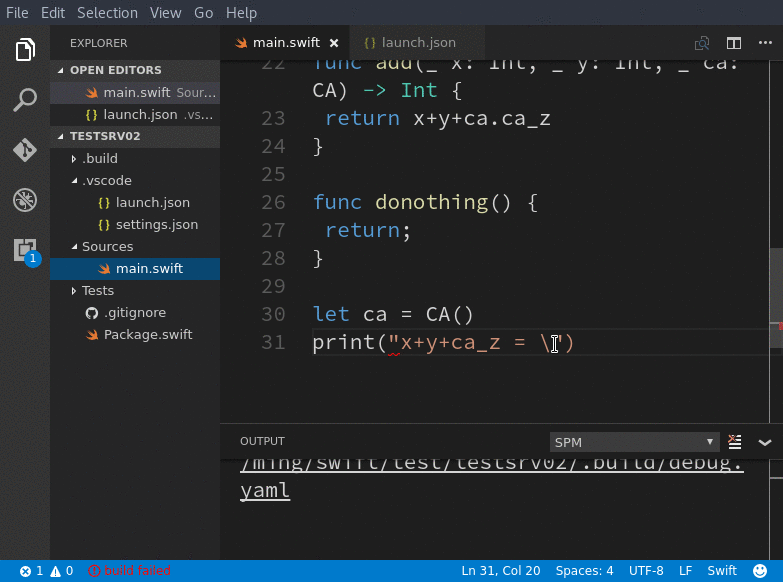 File Edit Selection View Go Help
EXPLORER
OPEN EDITORS
main.swift Sour...
launch.json .vs...
TESTSRV02
.build
.vscode
launch.json
settings.json
Sources
main.swift
Tests
.gitignore
Package.swift
1
main.swift
launch.json
22 func add(_ x: Int, _ y: Int, _ ca:
CA) -> Int {
23 return x+y+ca.ca_z
24 }
25
26 func donothing() {
27 return;
28 }
29
30 let ca = CA()
31 print("x+y+ca_z = \")
OUTPUT
SPM
/ming/swift/test/testsrv02/.build/debug.
yaml
1 0 build failed
Ln 31, Col 20 Spaces: 4 UTF-8 LF Swift